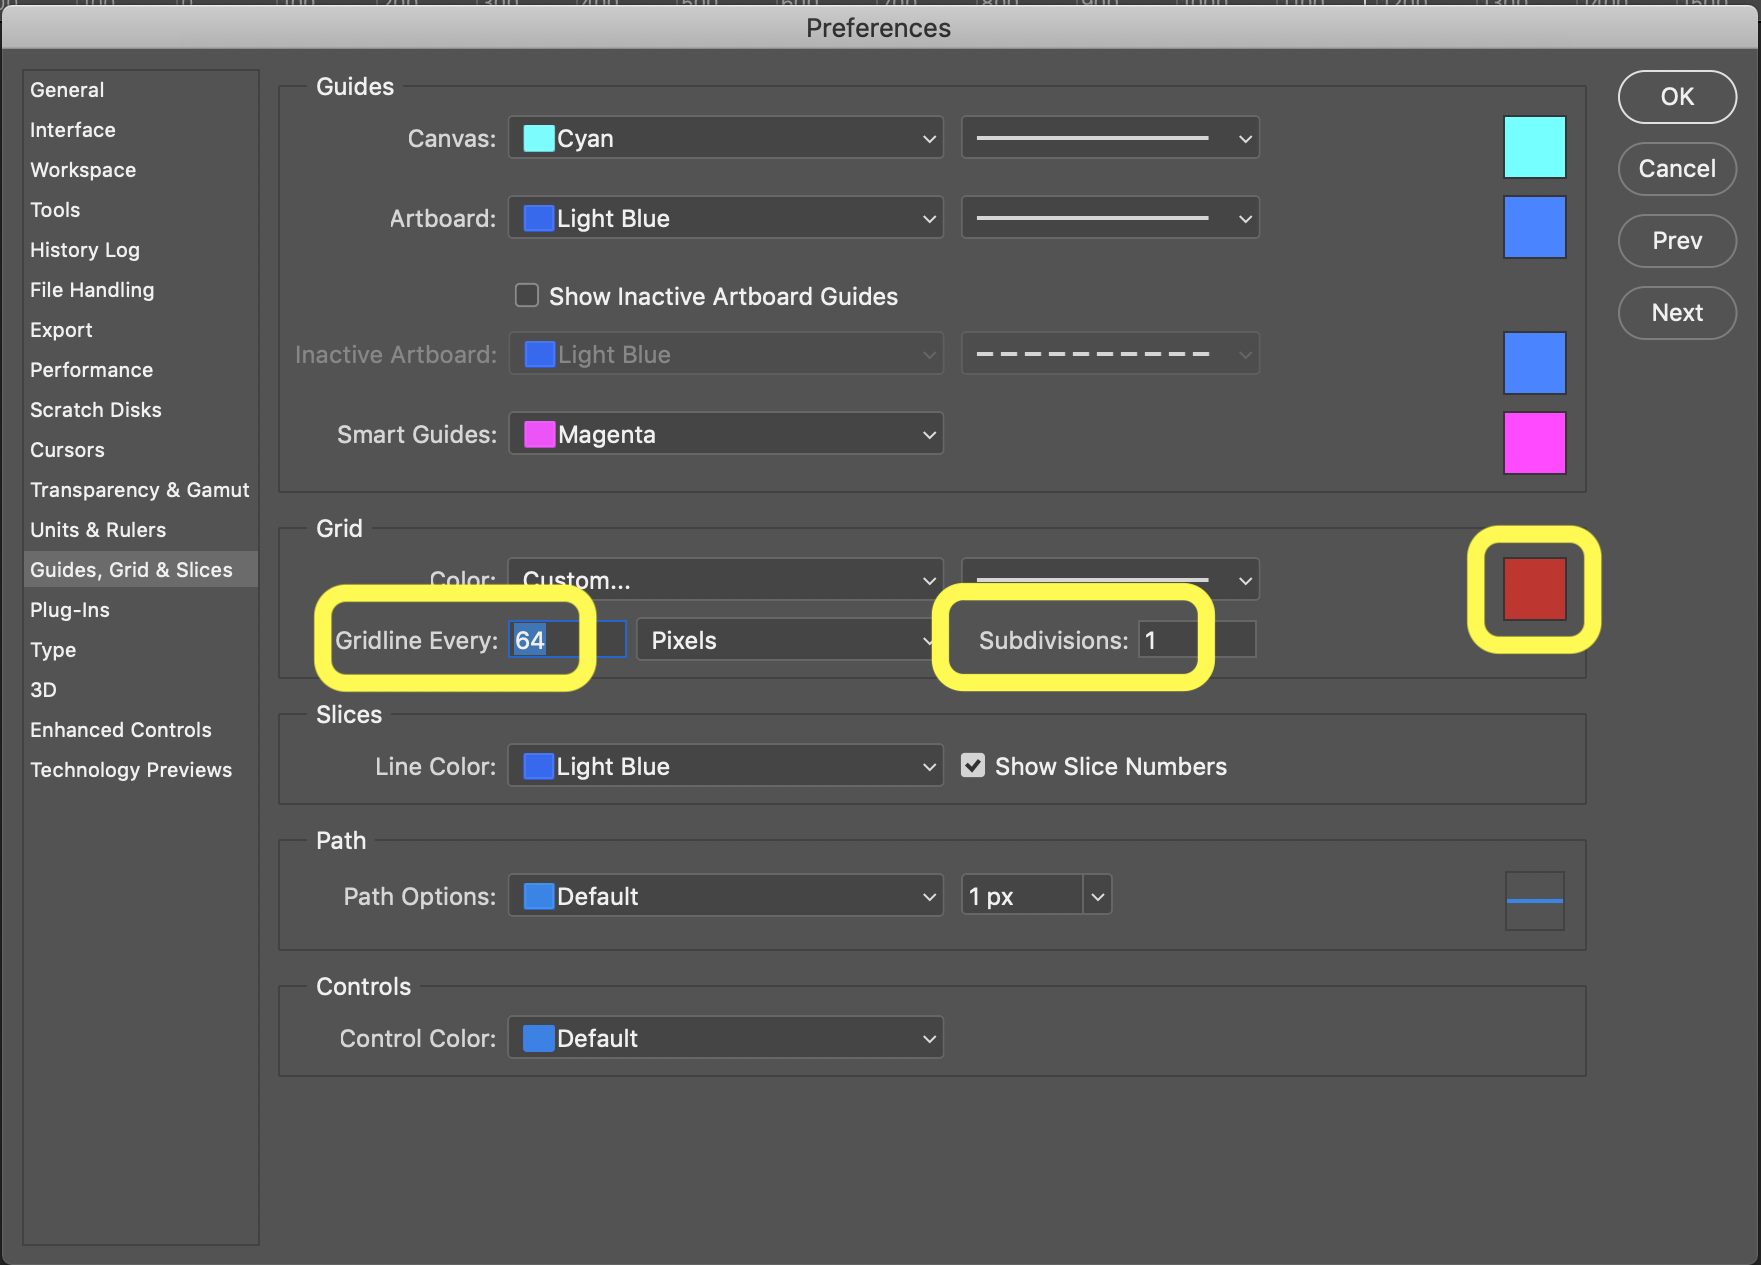 Preferences
General
Interface
Workspace
Tools
History Log
File Handling
Export
Performance
Scratch Disks
Cursors
Transparency & Gamut
Units & Rulers
Guides, Grid & Slices
Plug-Ins
Type
3D
Enhanced Controls
Technology Previews
Guides
Canvas: Cyan
Artboard: Light Blue
Show Inactive Artboard Guides
Inactive Artboard: Light Blue
Smart Guides: Magenta
Grid
Color: Custom...
Gridline Every: 64 Pixels Subdivisions: 1
Slices
Line Color: Light Blue Show Slice Numbers
Path
Path Options: Default 1 px
Controls
Control Color: Default
OK
Cancel
Prev
Next